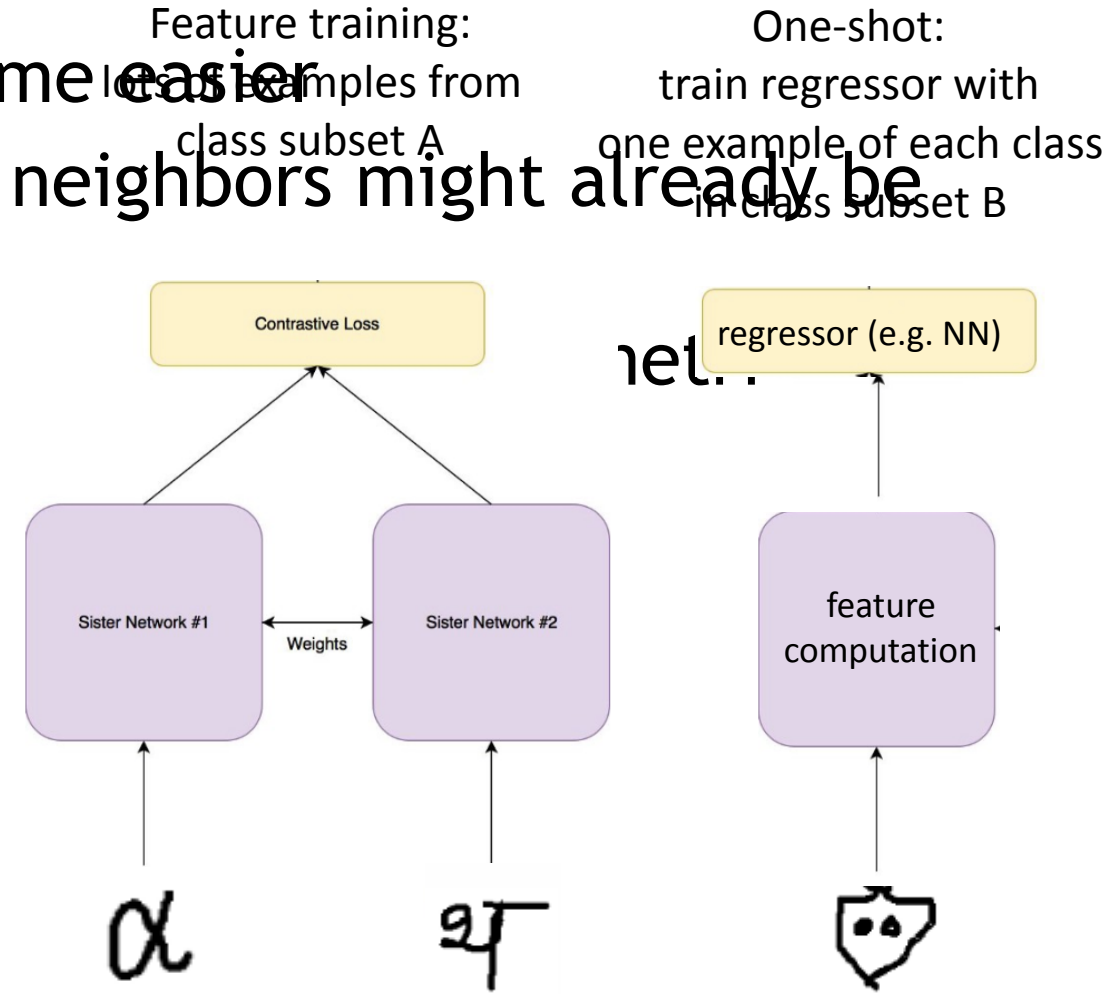 Feature training:
lots of examples from
class subset A
One-shot:
train regressor with
one example of each class
in class subset B
me easier
neighbors might already be
Contrastive Loss
regressor (e.g. NN)
Sister Network #1
Weights
Sister Network #2
feature
computation
α